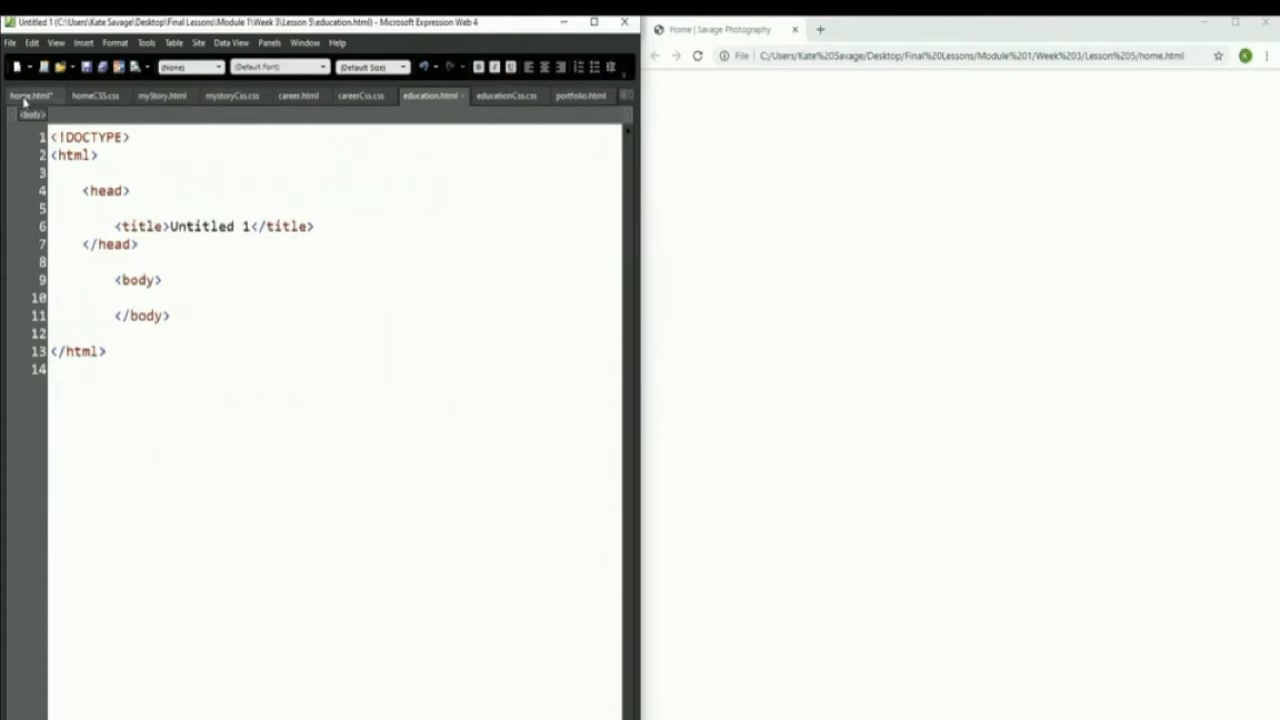 Untitled 1 (C:\Users\Kate Savage\Desktop\Final Lessons\Module 1\Week 3\Lesson 5\education.html) - Microsoft Expression Web 4
File Edit View Insert Format Tools Table Site Data View Panels Window Help
(None) (Default Font) (Default Size) B I U
home.html* homeCSS.css myStory.html mystoryCss.css career.html careerCss.css education.html educationCss.css portfolio.html
<body>
1 <!DOCTYPE>
2 <html>
3
4 <head>
5
6 <title>Untitled 1</title>
7 </head>
8
9 <body>
10
11 </body>
12
13 </html>
14
Home | Savage Photography
File C:/Users/Kate%20Savage/Desktop/Final%20Lessons/Module%201/Week%203/Lesson%205/home.html
K